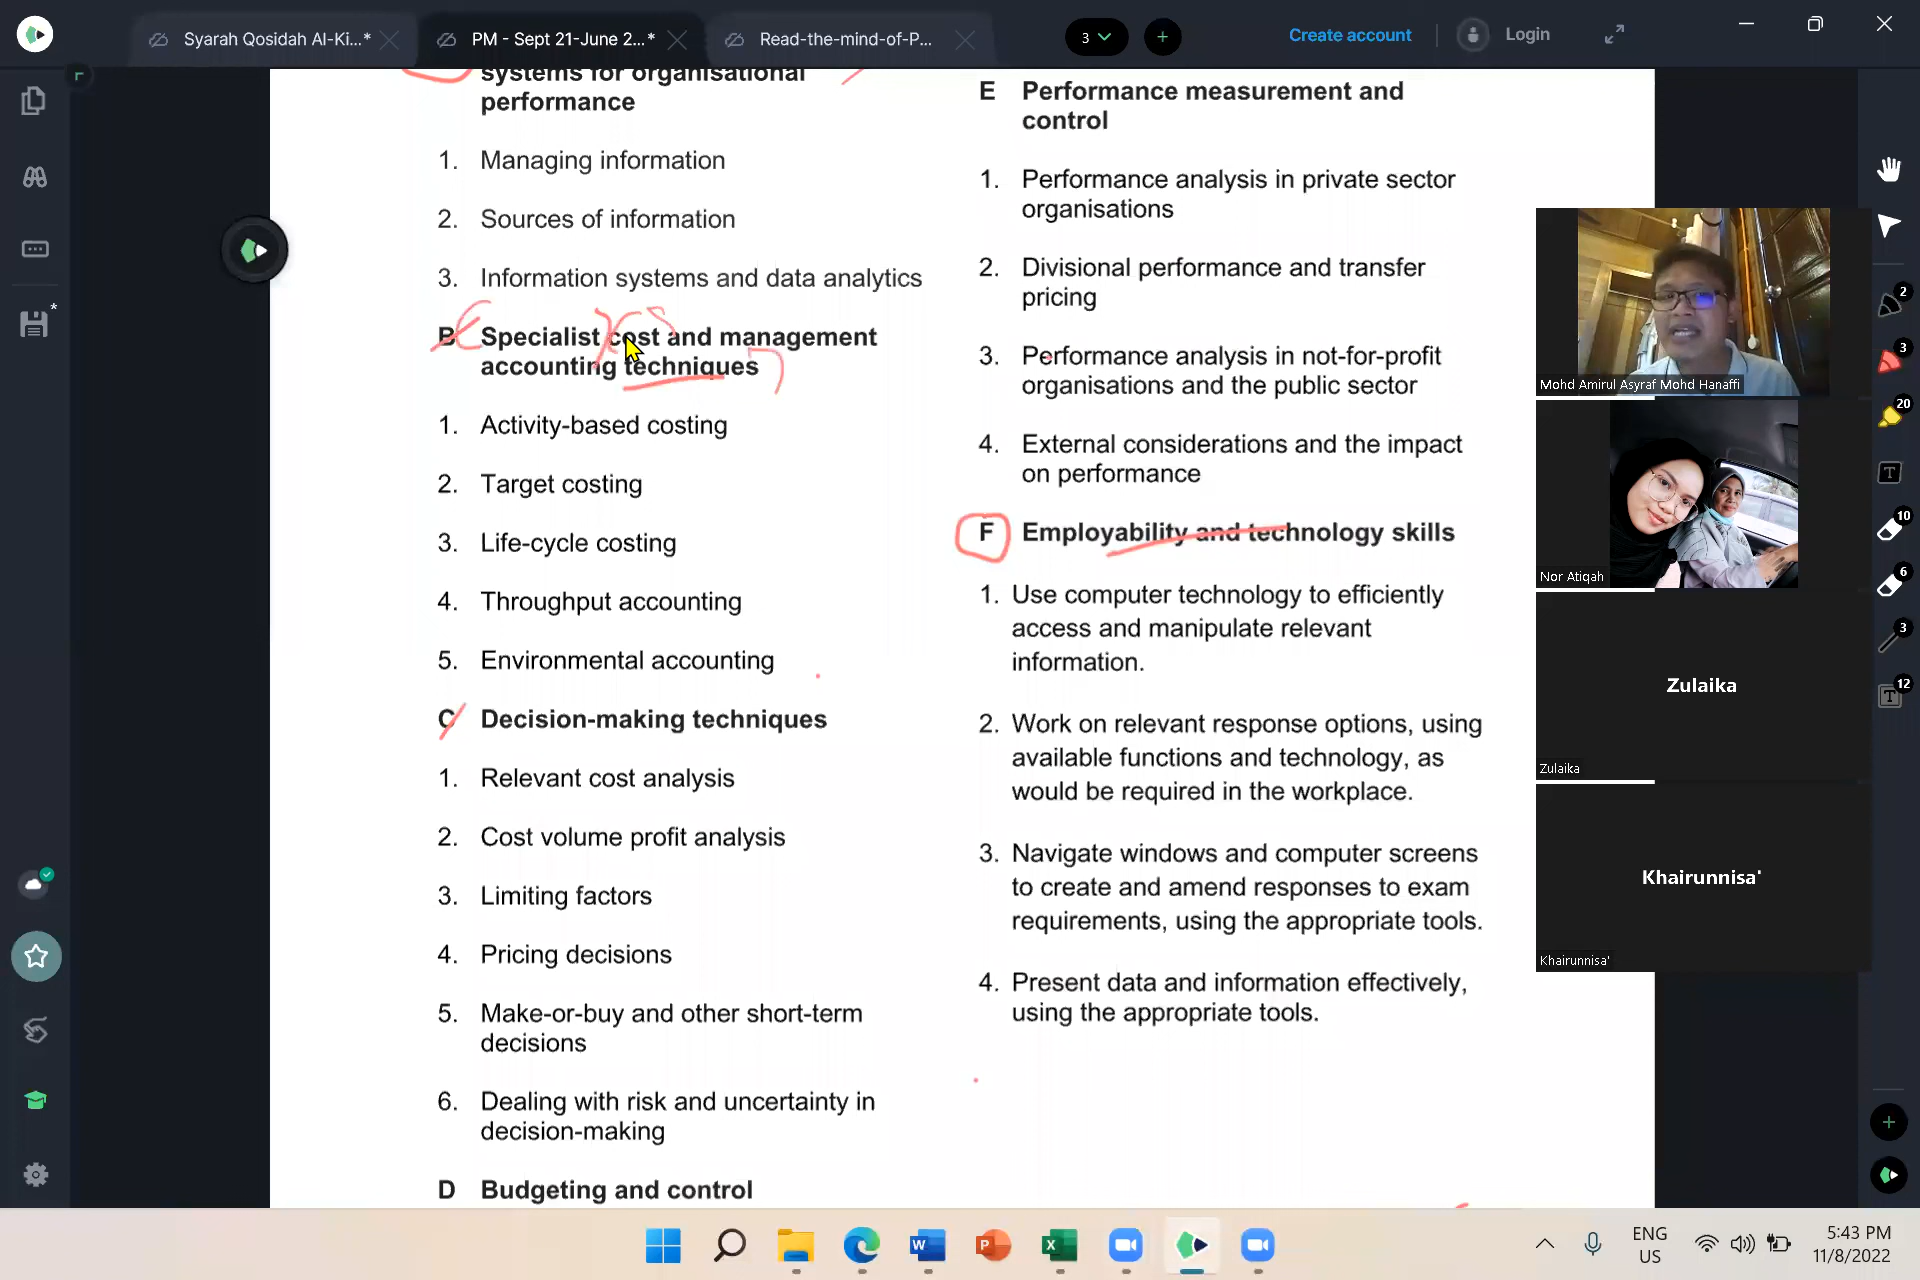 Syarah Qosidah Al-Ki...*
PM - Sept 21-June 2...*
Read-the-mind-of-P...
3
Create account
Login
systems for organisational
performance
1. Managing information
2. Sources of information
3. Information systems and data analytics
B Specialist cost and management
accounting techniques
1. Activity-based costing
2. Target costing
3. Life-cycle costing
4. Throughput accounting
5. Environmental accounting
C Decision-making techniques
1. Relevant cost analysis
2. Cost volume profit analysis
3. Limiting factors
4. Pricing decisions
5. Make-or-buy and other short-term
decisions
6. Dealing with risk and uncertainty in
decision-making
D Budgeting and control
E Performance measurement and
control
1. Performance analysis in private sector
organisations
2. Divisional performance and transfer
pricing
3. Performance analysis in not-for-profit
organisations and the public sector
4. External considerations and the impact
on performance
F Employability and technology skills
1. Use computer technology to efficiently
access and manipulate relevant
information.
2. Work on relevant response options, using
available functions and technology, as
would be required in the workplace.
3. Navigate windows and computer screens
to create and amend responses to exam
requirements, using the appropriate tools.
4. Present data and information effectively,
using the appropriate tools.
Mohd Amirul Asyraf Mohd Hanaffi
Nor Atiqah
Zulaika
Zulaika
Khairunnisa'
Khairunnisa'
2
3
20
T
10
6
3
12
T
ENG
US
5:43 PM
11/8/2022